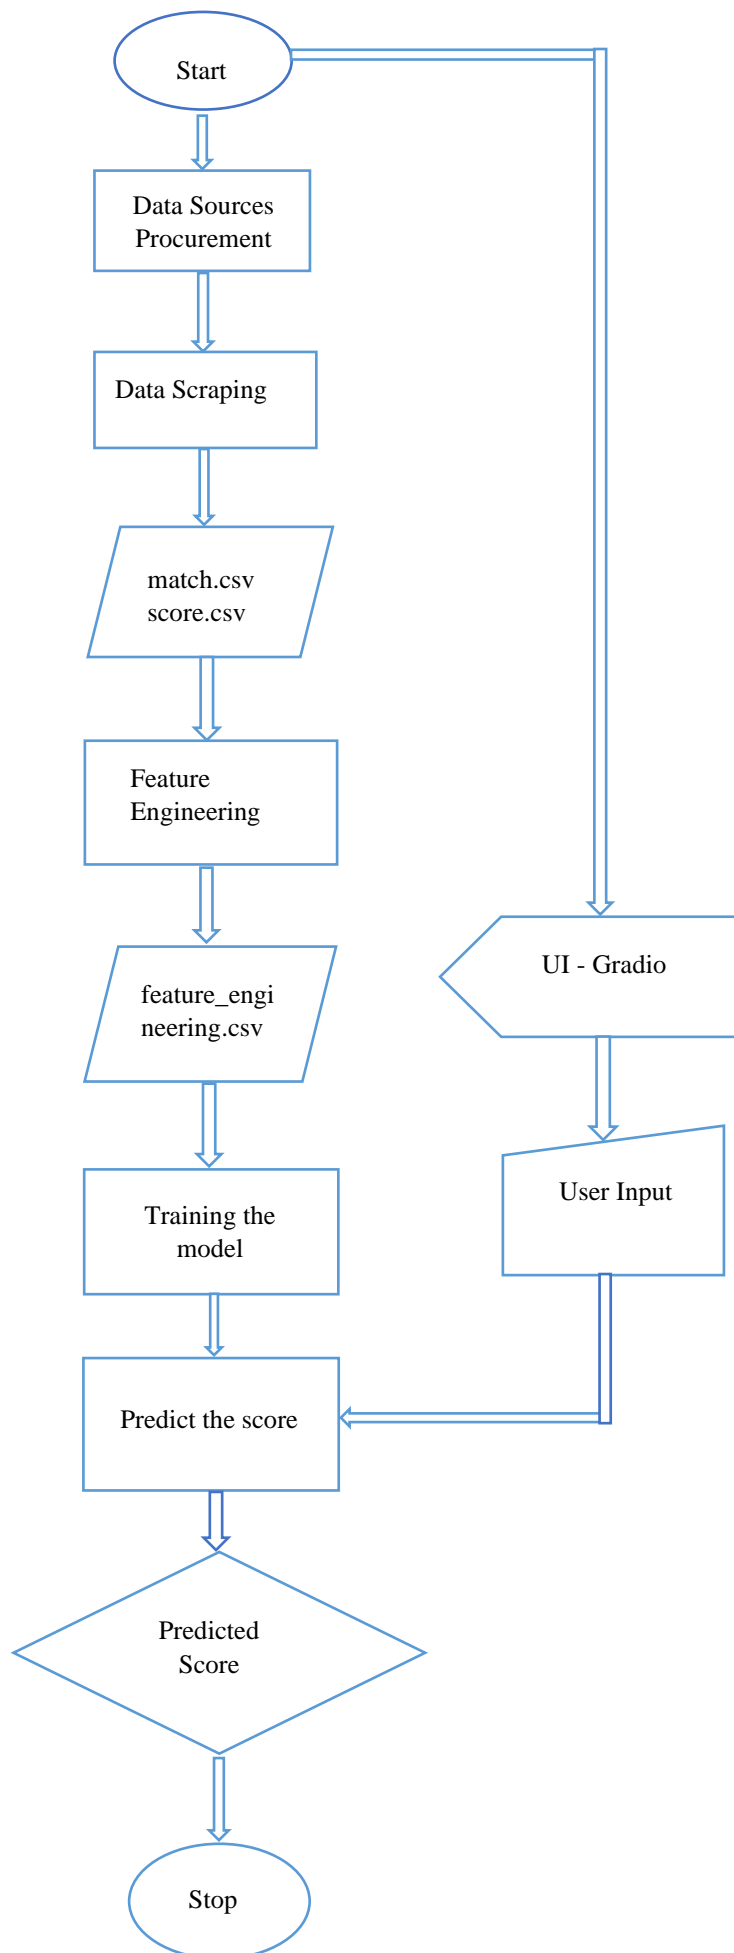 Start
Data Sources
Procurement
Data Scraping
match.csv
score.csv
Feature
Engineering
feature_engi
neering.csv
UI - Gradio
User Input
Training the
model
Predict the score
Predicted
Score
Stop